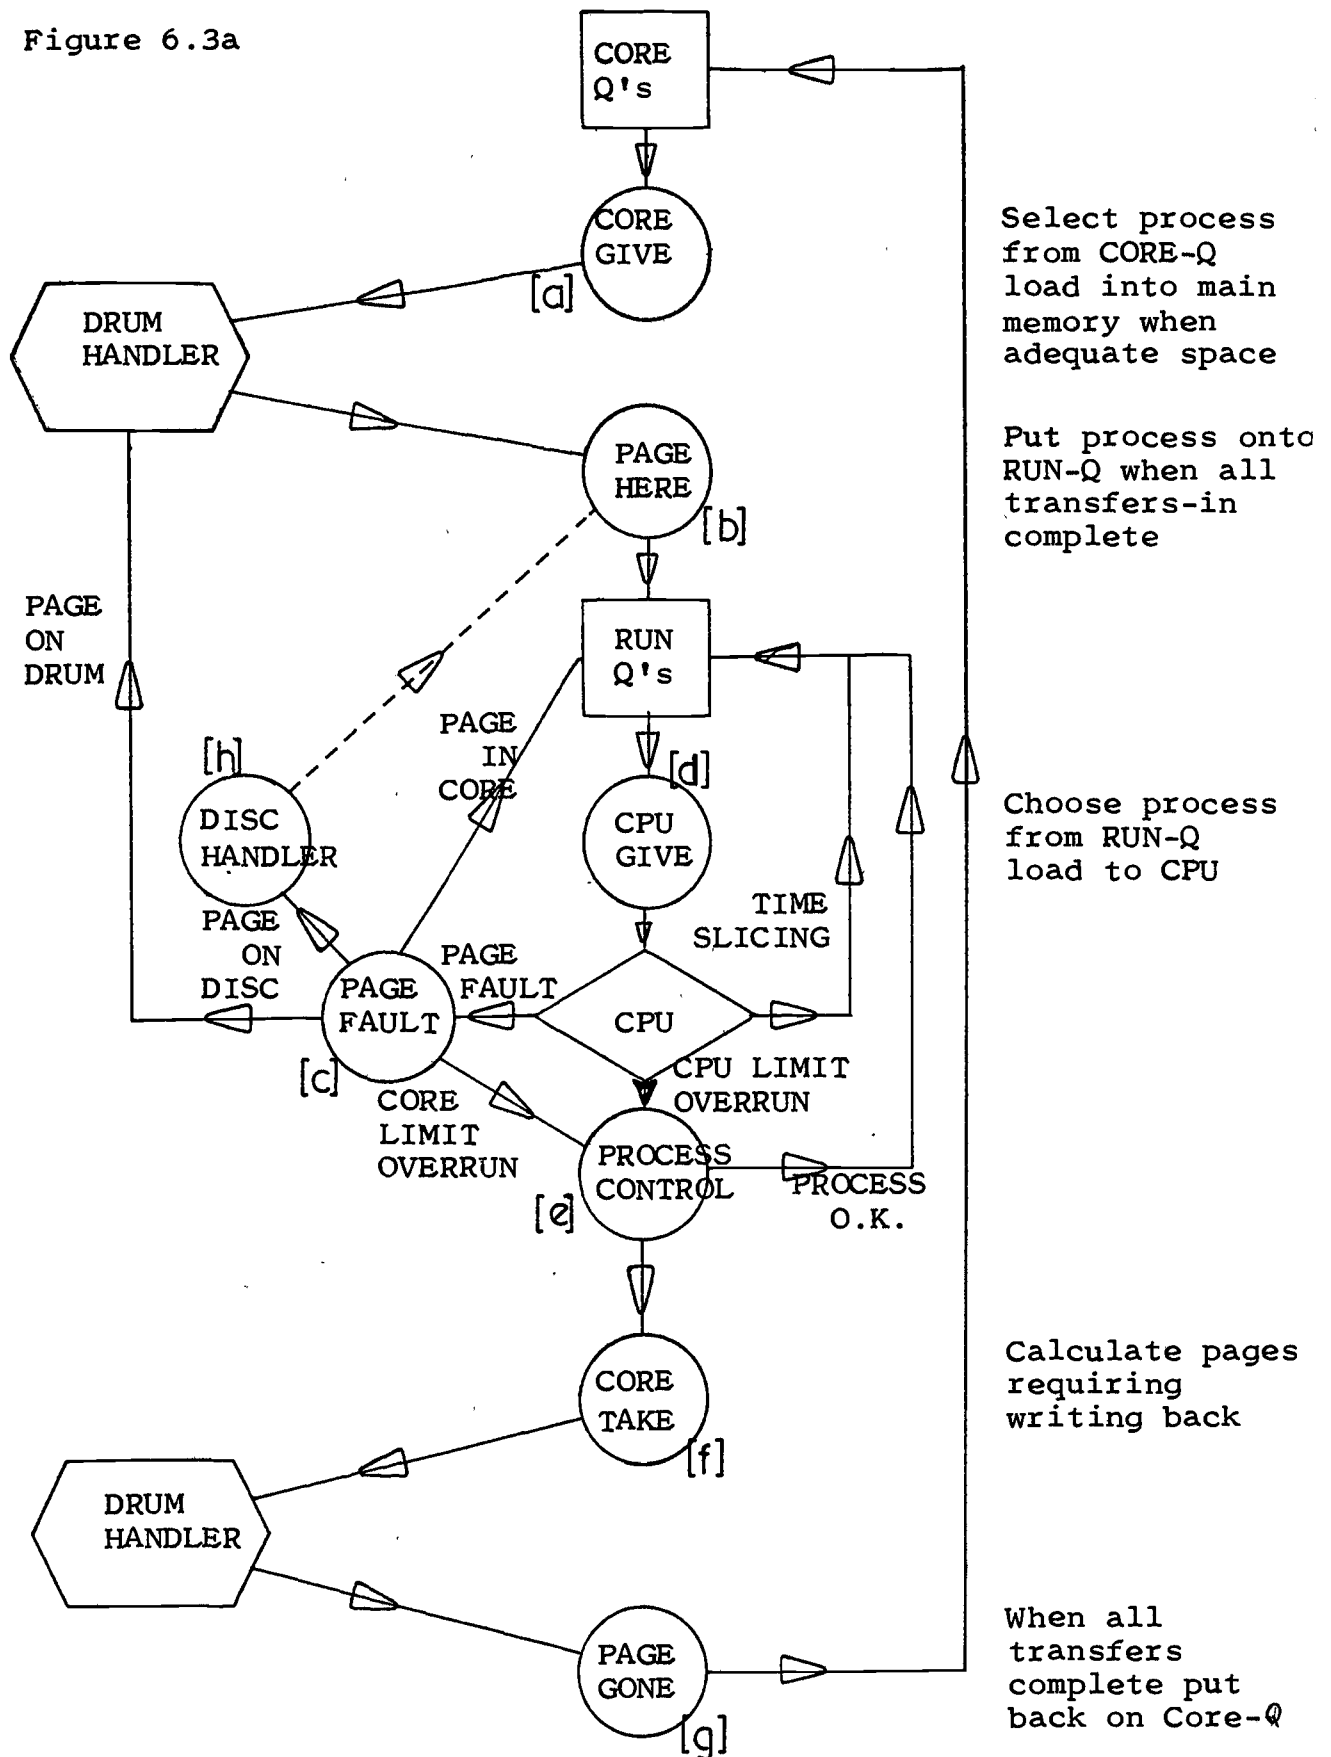 Figure 6.3a
CORE
Q's
CORE
GIVE
[a]
Select process
from CORE-Q
load into main
memory when
adequate space
DRUM
HANDLER
PAGE
HERE
[b]
Put process onto
RUN-Q when all
transfers-in
complete
PAGE
ON
DRUM
RUN
Q's
PAGE
IN
CORE
[h]
DISC
HANDLER
[d]
CPU
GIVE
Choose process
from RUN-Q
load to CPU
TIME
SLICING
PAGE
ON
DISC
PAGE
FAULT
PAGE
FAULT
[c]
CPU
CPU LIMIT
OVERRUN
CORE
LIMIT
OVERRUN
PROCESS
CONTROL
[e]
PROCESS
O.K.
CORE
TAKE
[f]
Calculate pages
requiring
writing back
DRUM
HANDLER
PAGE
GONE
[g]
When all
transfers
complete put
back on Core-Q